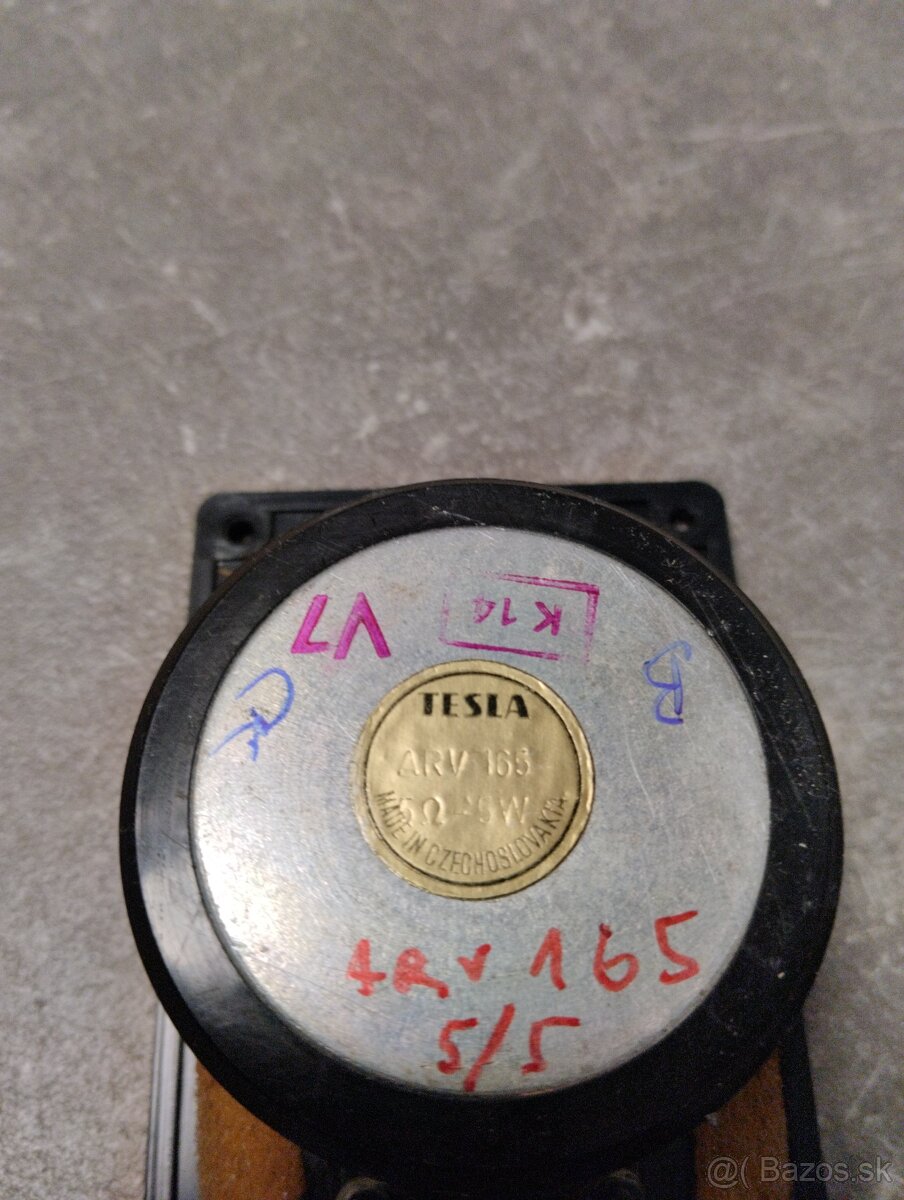 V7
K14
B
TESLA
ARV 165
5Ω 5W
MADE IN CZECHOSLOVAKIA
ARV 165
5/5
@( Bazos.sk